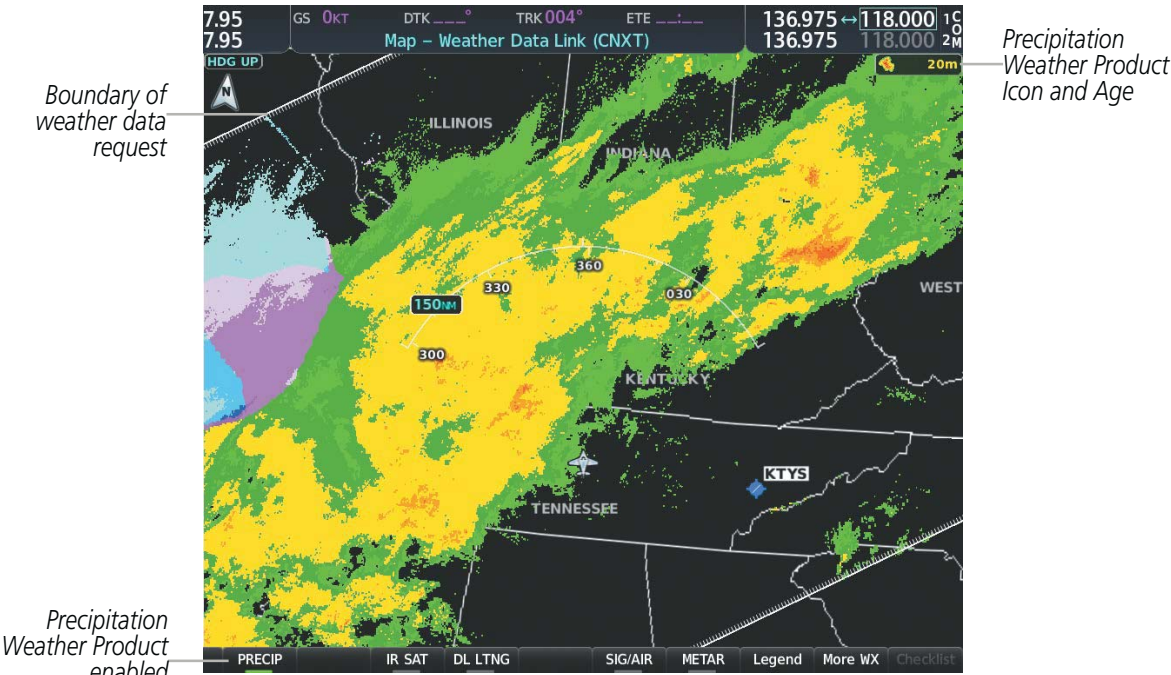 7.95 GS 0KT DTK ___° TRK 004° ETE __:__ 136.975 ↔ 118.000 1 C
7.95 Map – Weather Data Link (CNXT) 136.975 118.000 2 O M
HDG UP
20m
N
Precipitation
Weather Product
Icon and Age
Boundary of
weather data
request
ILLINOIS
INDIANA
360
330
030
WEST
150NM
300
KENTUCKY
KTYS
TENNESSEE
Precipitation
Weather Product
enabled
PRECIP IR SAT DL LTNG SIG/AIR METAR Legend More WX Checklist